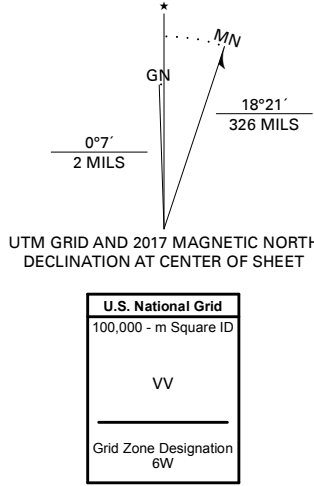 ★
MN
GN
18°21´
326 MILS
0°7´
2 MILS
UTM GRID AND 2017 MAGNETIC NORTH
DECLINATION AT CENTER OF SHEET
U.S. National Grid
100,000 - m Square ID
VV
Grid Zone Designation
6W